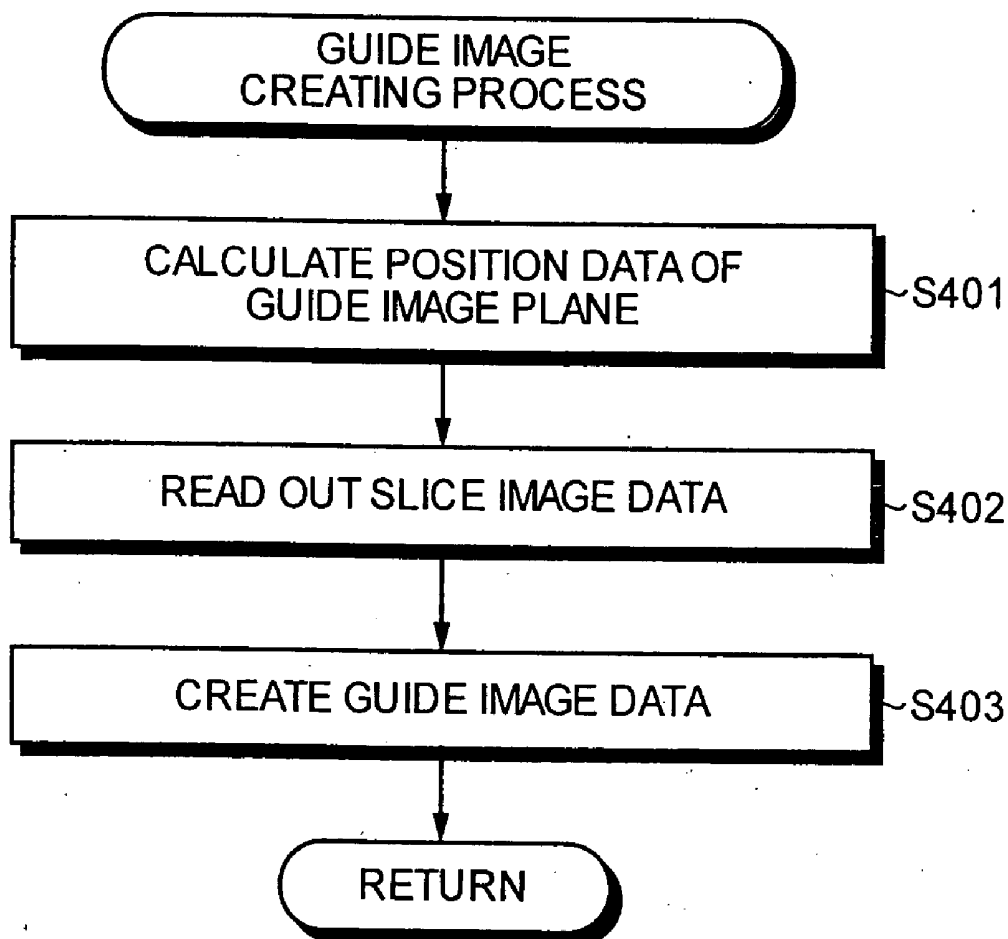 GUIDE IMAGE
CREATING PROCESS
CALCULATE POSITION DATA OF
GUIDE IMAGE PLANE
~S401
READ OUT SLICE IMAGE DATA
~S402
CREATE GUIDE IMAGE DATA
~S403
RETURN